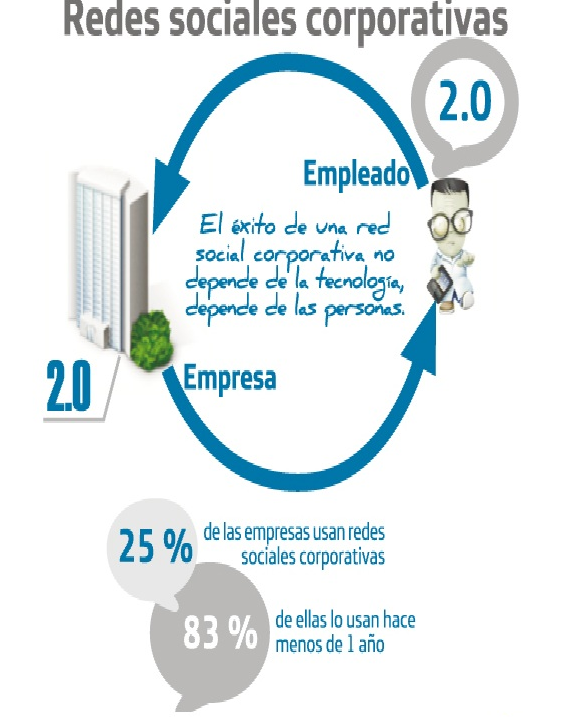 Redes sociales corporativas
2.0
Empleado
El éxito de una red
social corporativa no
depende de la tecnología,
depende de las personas.
2.0
Empresa
25 %
de las empresas usan redes
sociales corporativas
83 %
de ellas lo usan hace
menos de 1 año